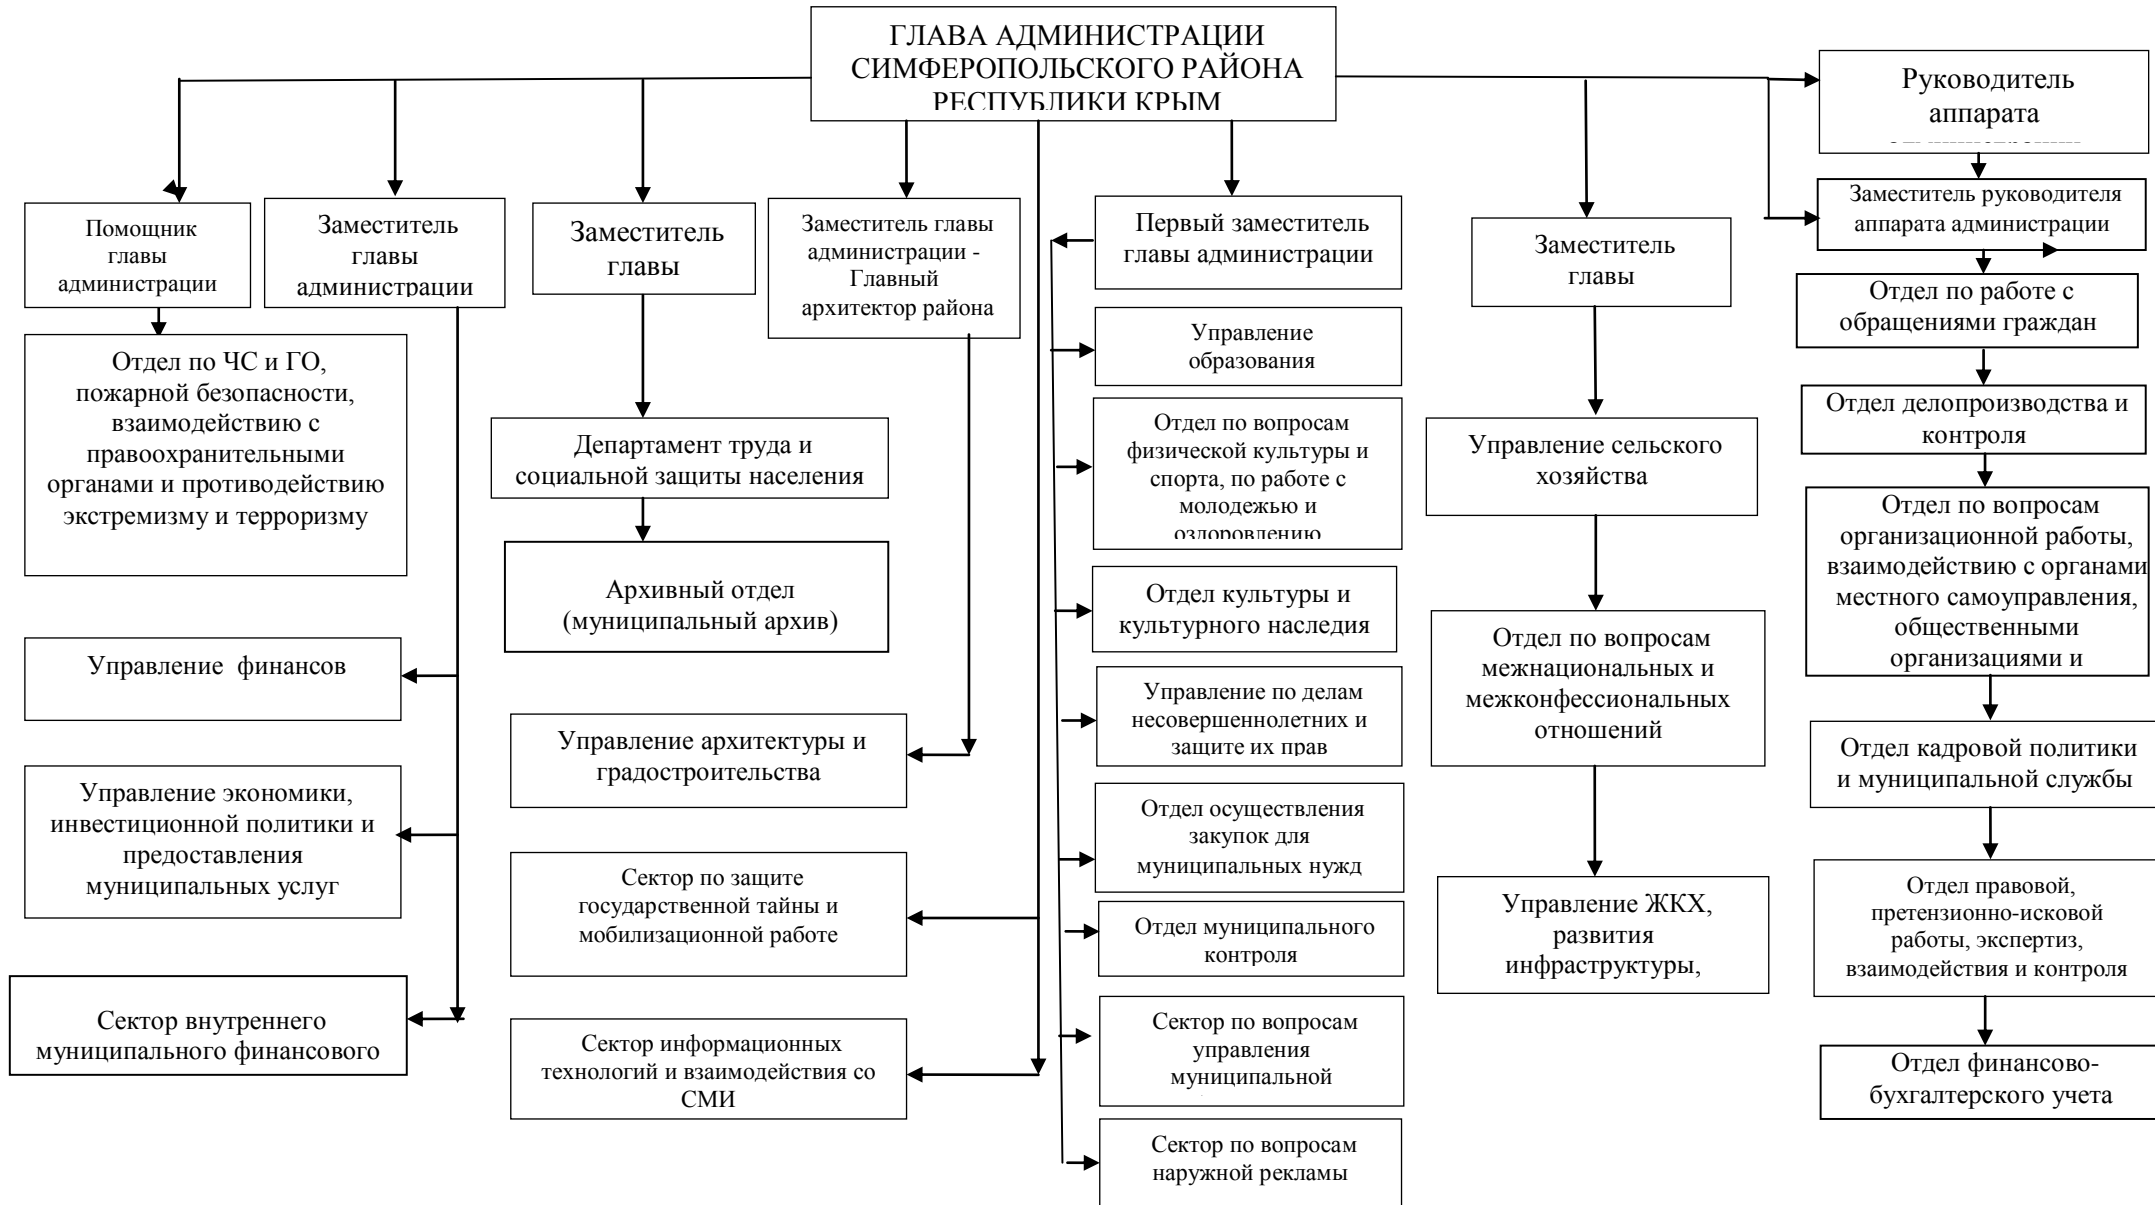 ГЛАВА АДМИНИСТРАЦИИ
СИМФЕРОПОЛЬСКОГО РАЙОНА
РЕСПУБЛИКИ КРЫМ
Руководитель
аппарата
Заместитель руководителя
аппарата администрации
Помощник
главы
администрации
Заместитель
главы
администрации
Заместитель
главы
Заместитель главы
администрации -
Главный
архитектор района
Первый заместитель
главы администрации
Заместитель
главы
Отдел по работе с
обращениями граждан
Отдел по ЧС и ГО,
пожарной безопасности,
взаимодействию с
правоохранительными
органами и противодействию
экстремизму и терроризму
Управление
образования
Департамент труда и
социальной защиты населения
Отдел по вопросам
физической культуры и
спорта, по работе с
молодежью и
оздоровлению
Управление сельского
хозяйства
Отдел делопроизводства и
контроля
Отдел по вопросам
организационной работы,
взаимодействию с органами
местного самоуправления,
общественными
организациями и
Архивный отдел
(муниципальный архив)
Отдел культуры и
культурного наследия
Отдел по вопросам
межнациональных и
межконфессиональных
отношений
Управление финансов
Управление по делам
несовершеннолетних и
защите их прав
Управление архитектуры и
градостроительства
Отдел кадровой политики
и муниципальной службы
Управление экономики,
инвестиционной политики и
предоставления
муниципальных услуг
Отдел осуществления
закупок для
муниципальных нужд
Сектор по защите
государственной тайны и
мобилизационной работе
Отдел муниципального
контроля
Управление ЖКХ,
развития
инфраструктуры,
Отдел правовой,
претензионно-исковой
работы, экспертиз,
взаимодействия и контроля
Сектор внутреннего
муниципального финансового
Сектор информационных
технологий и взаимодействия со
СМИ
Сектор по вопросам
управления
муниципальной
Отдел финансово-
бухгалтерского учета
Сектор по вопросам
наружной рекламы